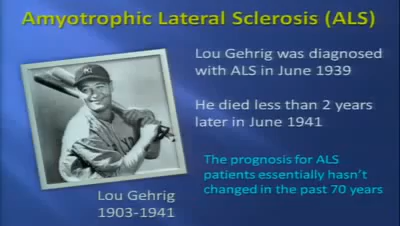 Amyotrophic Lateral Sclerosis (ALS)
Lou Gehrig was diagnosed
with ALS in June 1939
He died less than 2 years
later in June 1941
The prognosis for ALS
patients essentially hasn't
changed in the past 70 years
Lou Gehrig
1903-1941